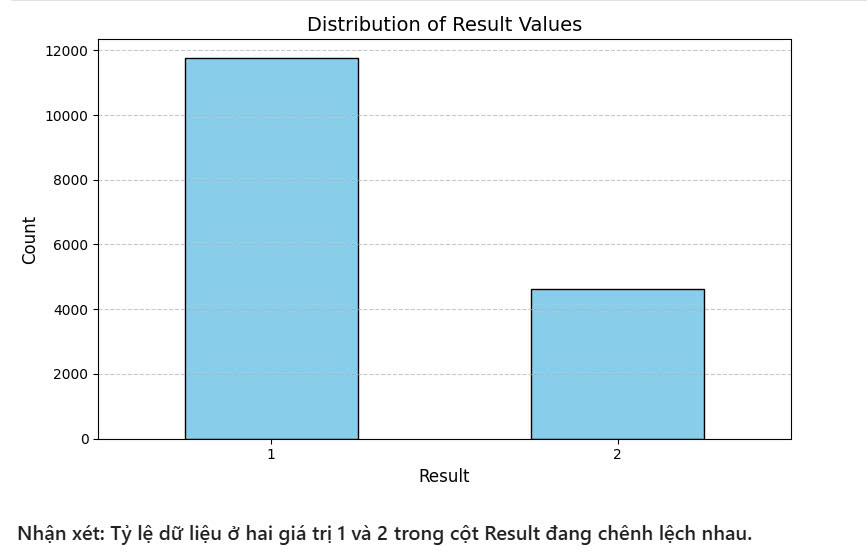 Distribution of Result Values
12000
10000
8000
6000
4000
2000
0
Count
1
2
Result
Nhận xét: Tỷ lệ dữ liệu ở hai giá trị 1 và 2 trong cột Result đang chênh lệch nhau.